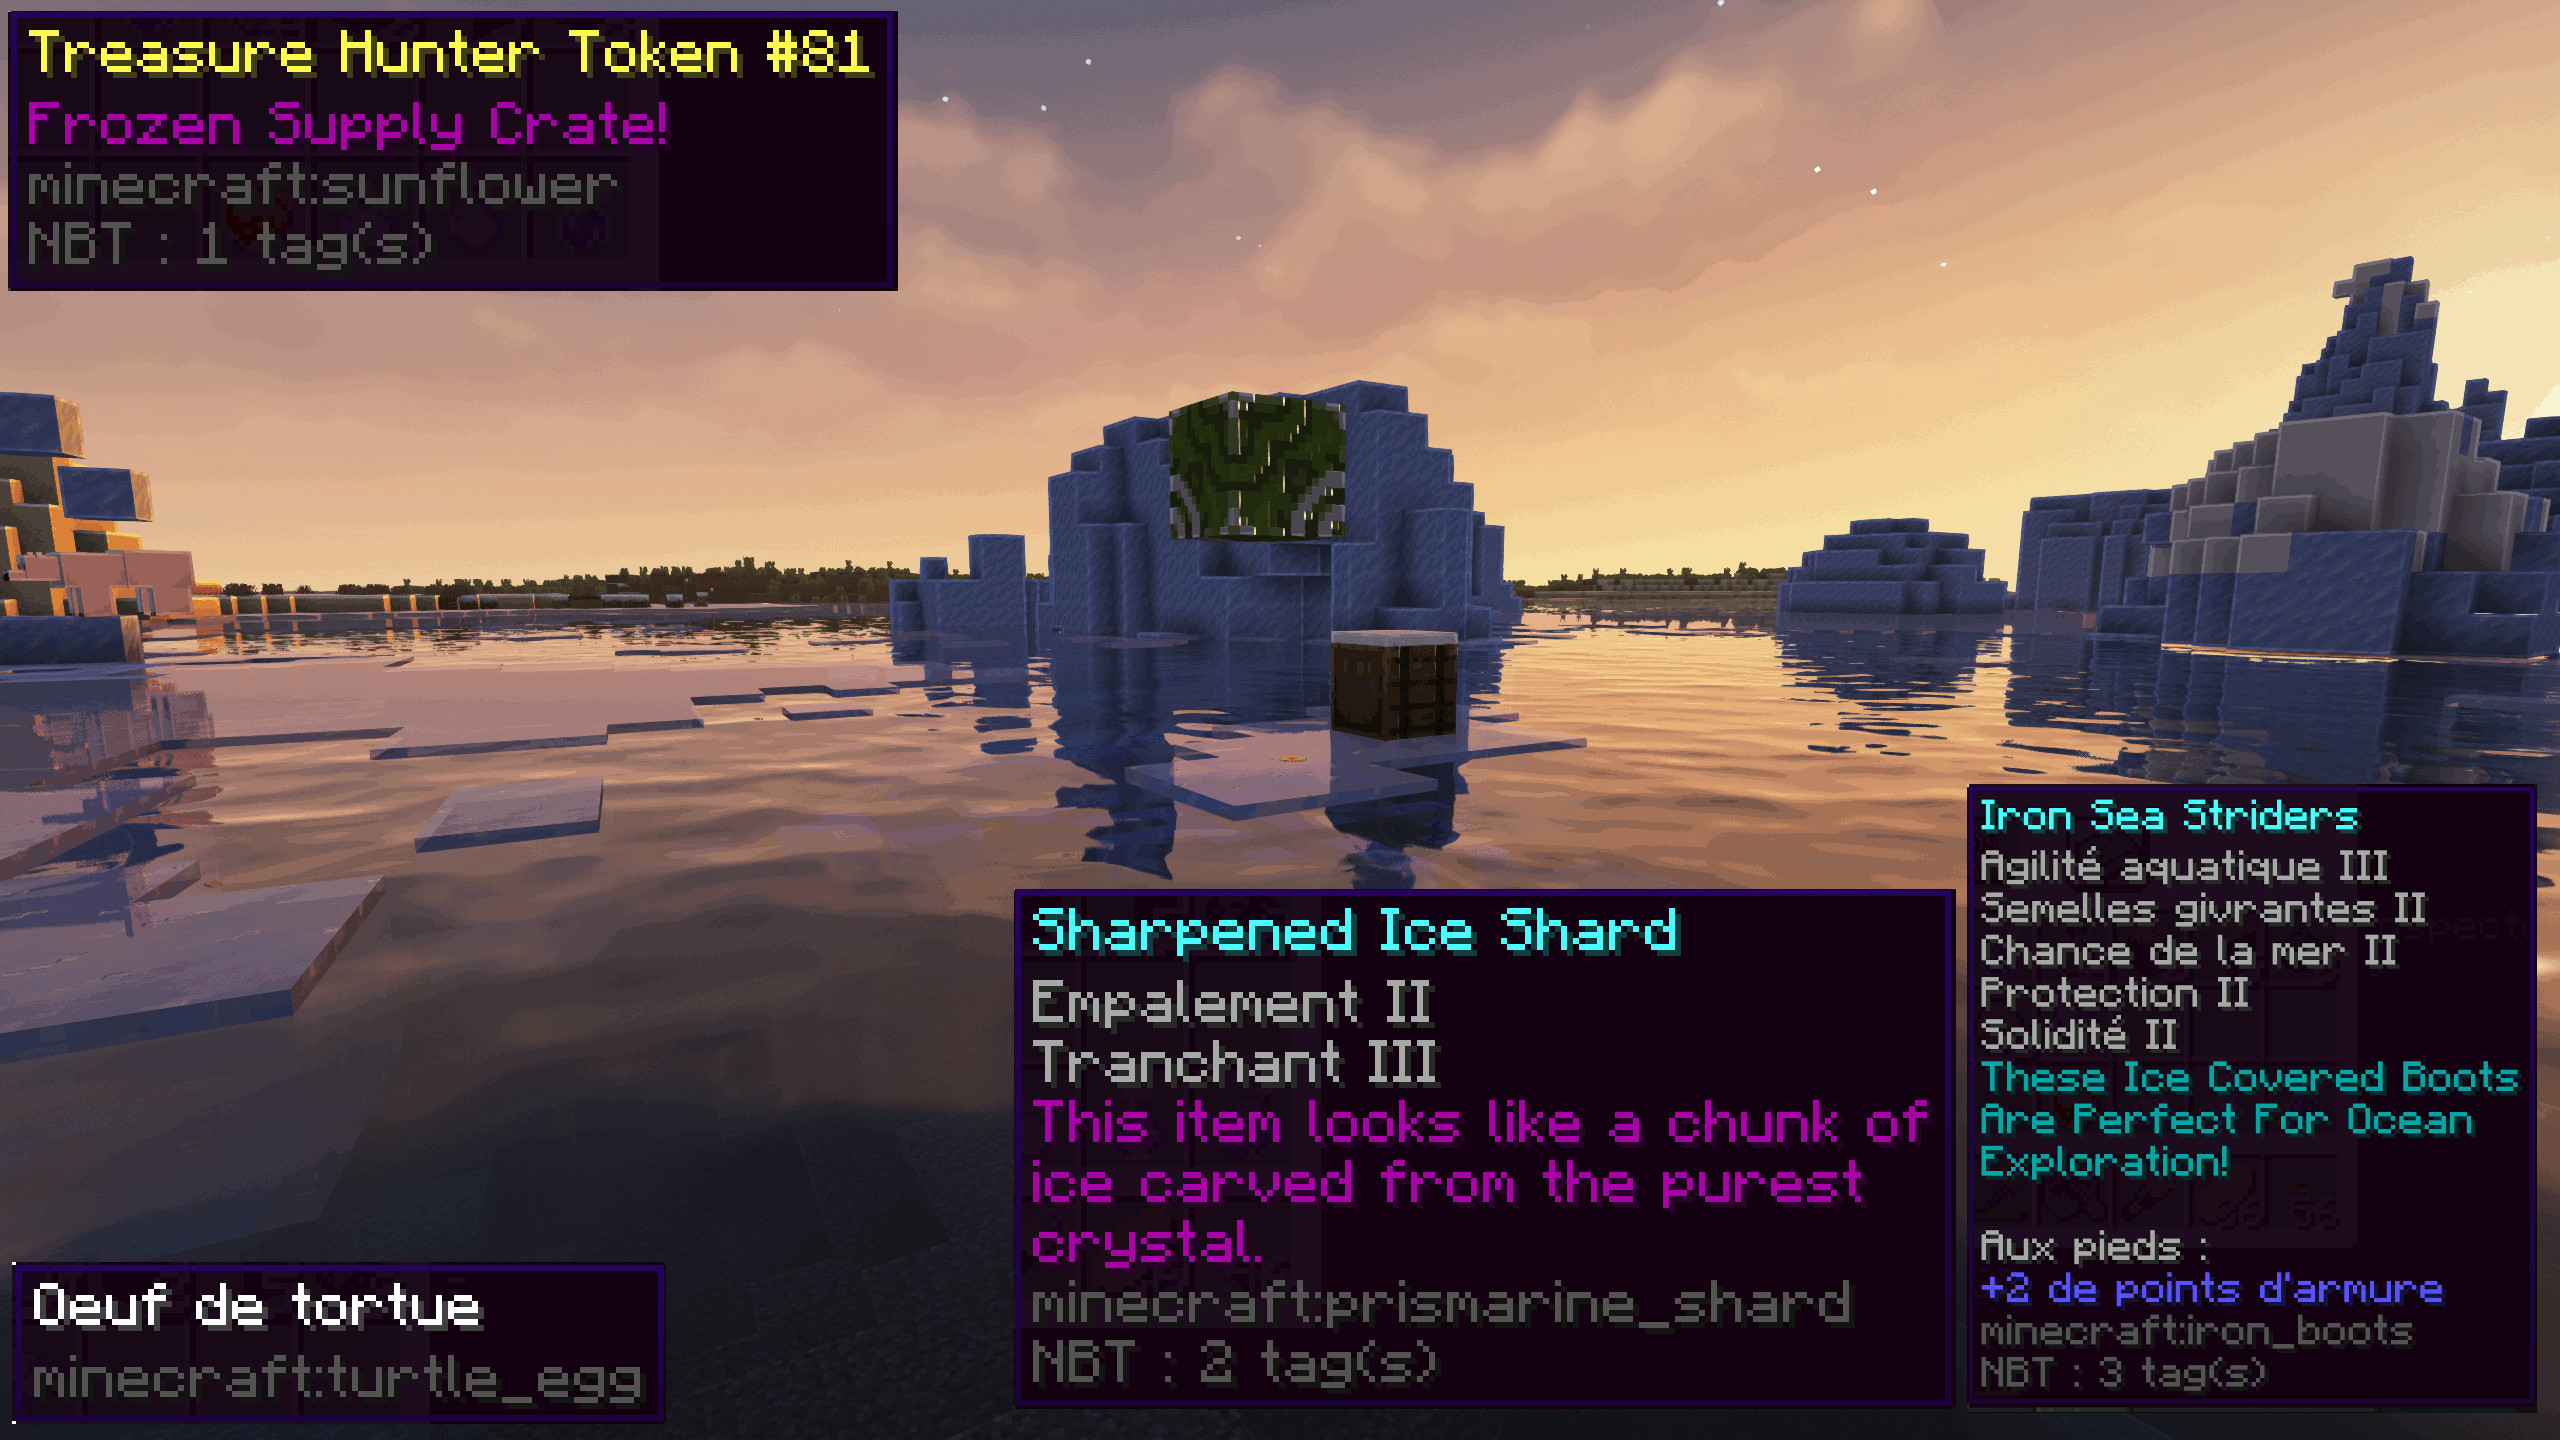 Treasure Hunter Token #81
Frozen Supply Crate!
minecraft:sunflower
NBT : 1 tag(s)
Oeuf de tortue
minecraft:turtle_egg
Sharpened Ice Shard
Empalement II
Tranchant III
This item looks like a chunk of
ice carved from the purest
crystal.
minecraft:prismarine_shard
NBT : 2 tag(s)
Iron Sea Striders
Agilité aquatique III
Semelles givrantes II
Chance de la mer II
Protection II
Solidité II
These Ice Covered Boots
Are Perfect For Ocean
Exploration!
Aux pieds :
+2 de points d'armure
minecraft:iron_boots
NBT : 3 tag(s)